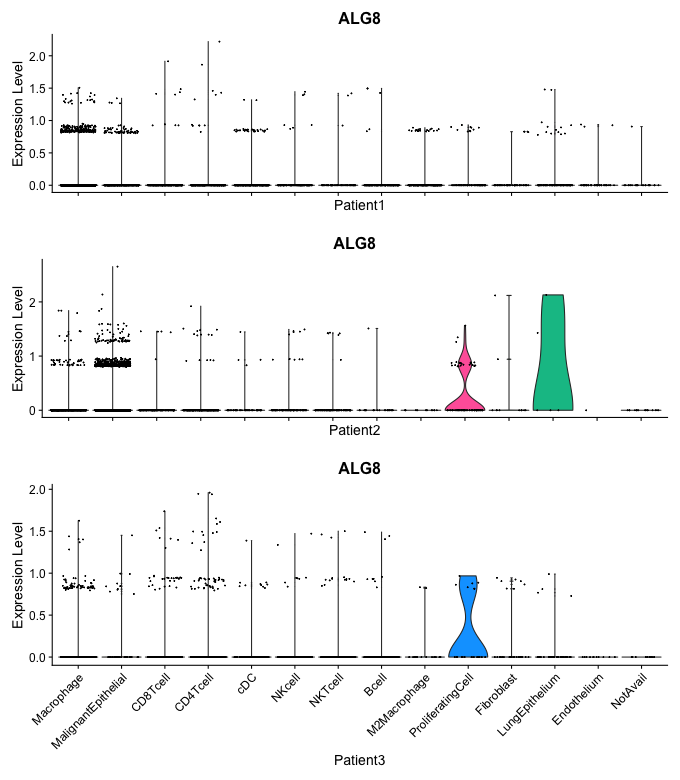 ALG8
Expression Level
2.0
1.5
1.0
0.5
0.0
Patient1
ALG8
Expression Level
2
1
0
Patient2
ALG8
Expression Level
2.0
1.5
1.0
0.5
0.0
Macrophage
MalignantEpithelial
CD8Tcell
CD4Tcell
cDC
NKcell
NKTcell
Bcell
M2Macrophage
ProliferatingCell
Fibroblast
LungEpithelium
Endothelium
NotAvail
Patient3